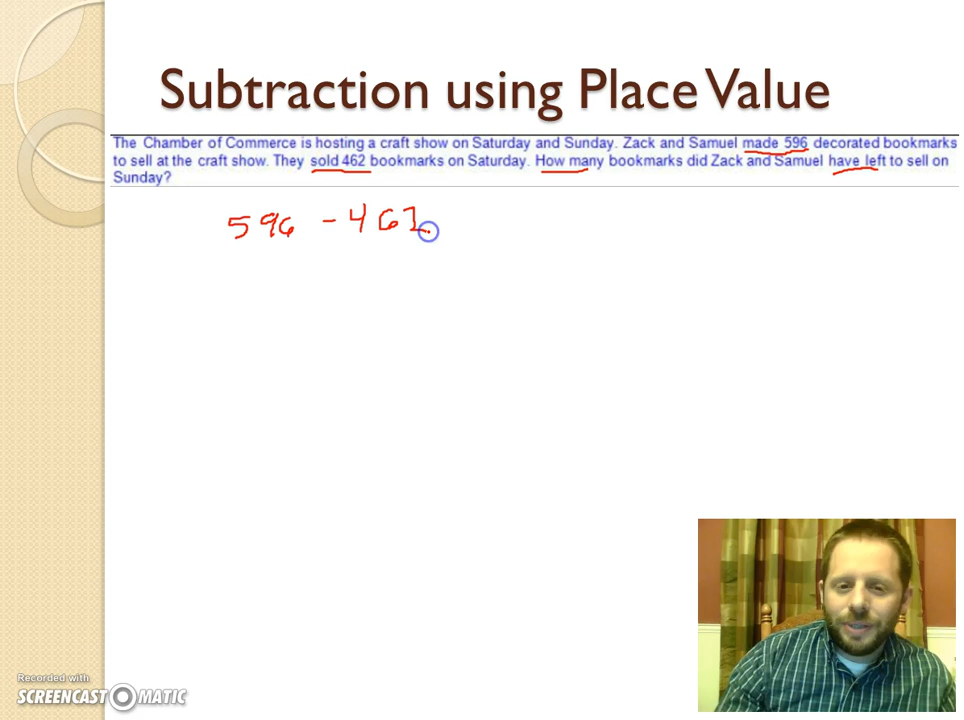 Subtraction using Place Value
The Chamber of Commerce is hosting a craft show on Saturday and Sunday. Zack and Samuel made 596 decorated bookmarks
to sell at the craft show. They sold 462 bookmarks on Saturday. How many bookmarks did Zack and Samuel have left to sell on
Sunday?
596 - 462
Recorded with
SCREENCAST MATIC